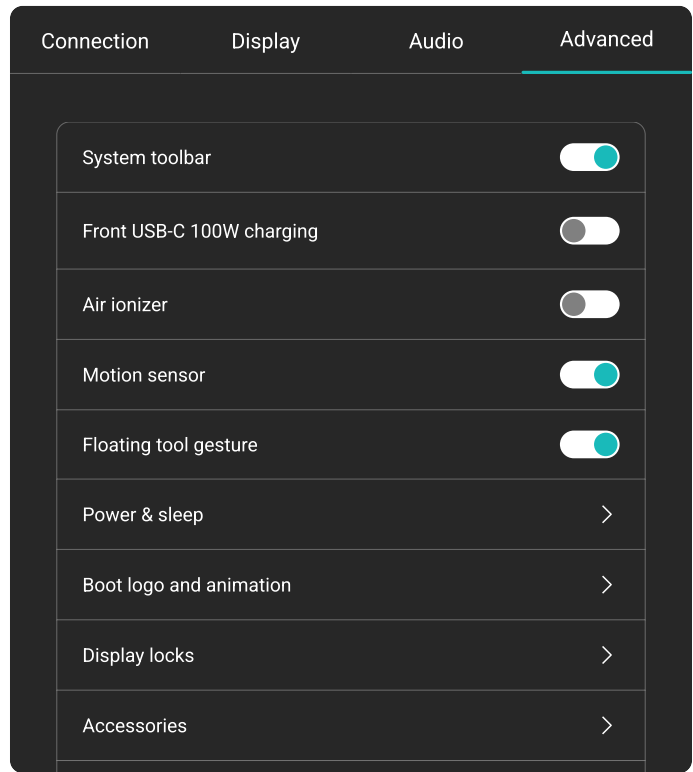 Connection Display Audio Advanced
System toolbar
Front USB-C 100W charging
Air ionizer
Motion sensor
Floating tool gesture
Power & sleep
Boot logo and animation
Display locks
Accessories